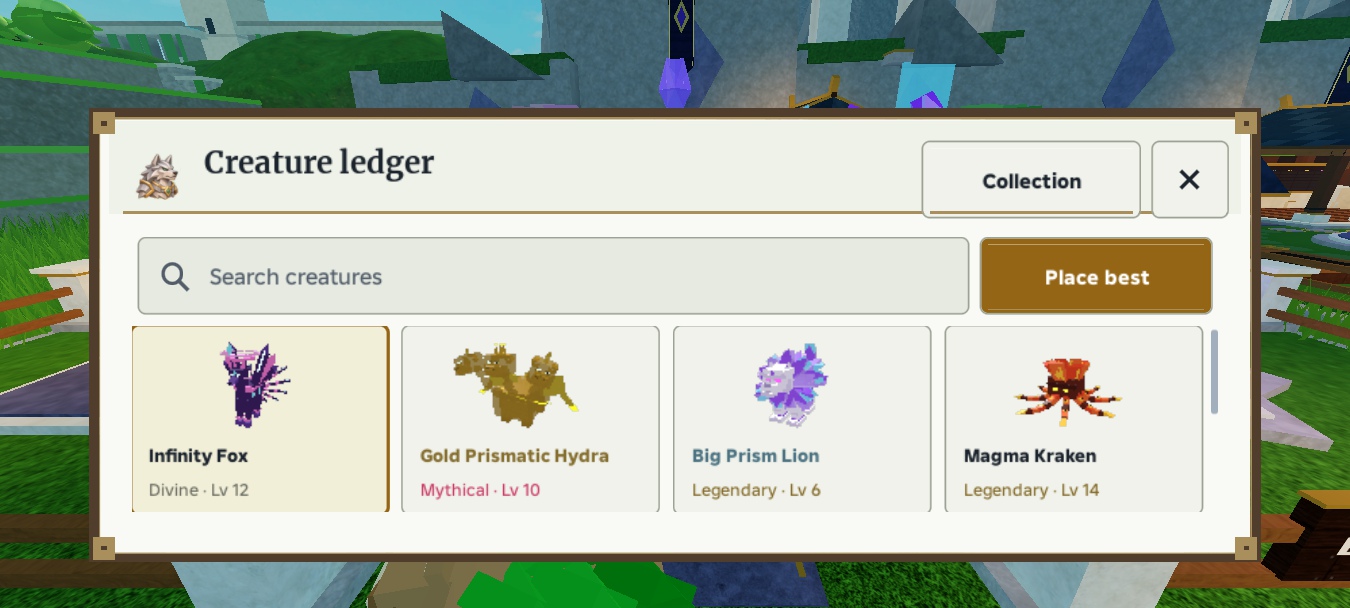 Creature ledger
Collection
Search creatures
Place best
Infinity Fox
Divine · Lv 12
Gold Prismatic Hydra
Mythical · Lv 10
Big Prism Lion
Legendary · Lv 6
Magma Kraken
Legendary · Lv 14